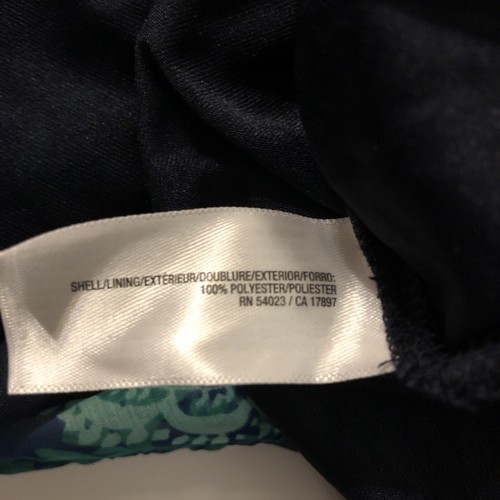 SHELL/LINING/EXTÉRIEUR/DOUBLURE/EXTERIOR/FORRO:
100% POLYESTER/POLIESTER
RN 54023 / CA 17897